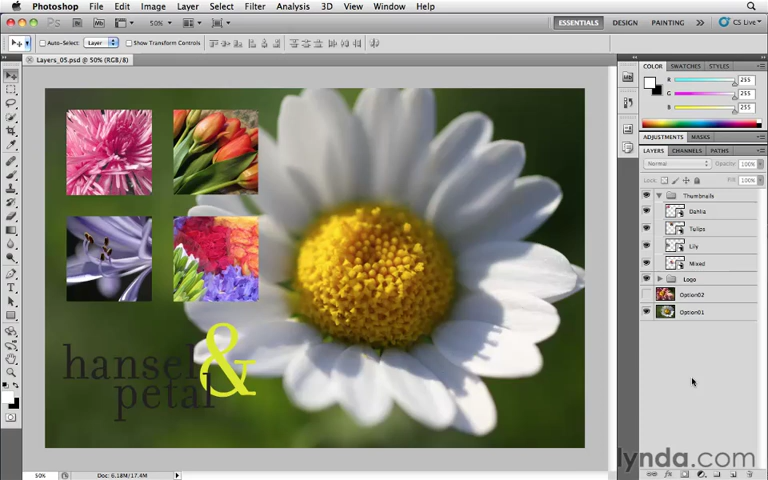 Photoshop File Edit Image Layer Select Filter Analysis 3D View Window Help
Ps Br Mb 50% ESSENTIALS DESIGN PAINTING >> CS Live
Auto-Select: Layer Show Transform Controls
Layers_05.psd @ 50% (RGB/8)
COLOR SWATCHES STYLES
R 255
G 255
B 255
ADJUSTMENTS MASKS
LAYERS CHANNELS PATHS
Normal Opacity: 100%
Lock: Fill: 100%
Thumbnails
Dahlia
Tulips
Lily
Mixed
Logo
Option02
Option01
hansel &
petal
lynda.com
50% Doc: 6.18M/17.4M